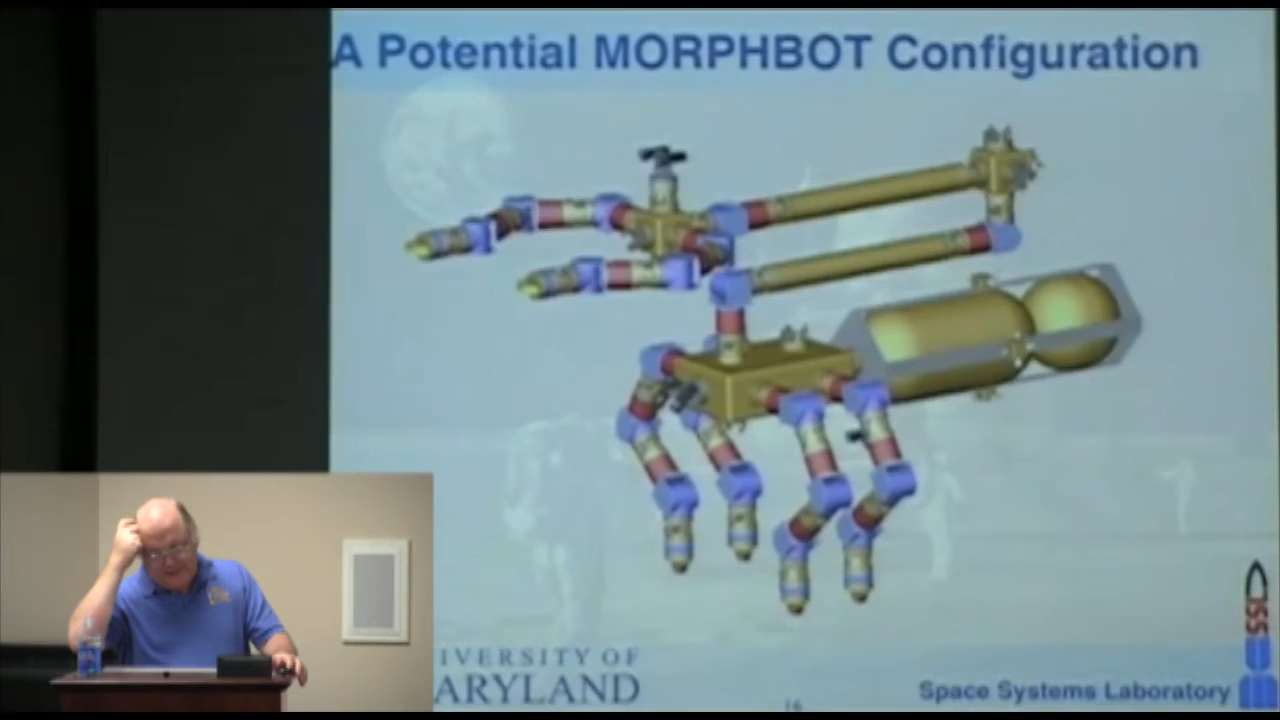 A Potential MORPHBOT Configuration
IVERSITY OF
ARYLAND
16
Space Systems Laboratory
SSL